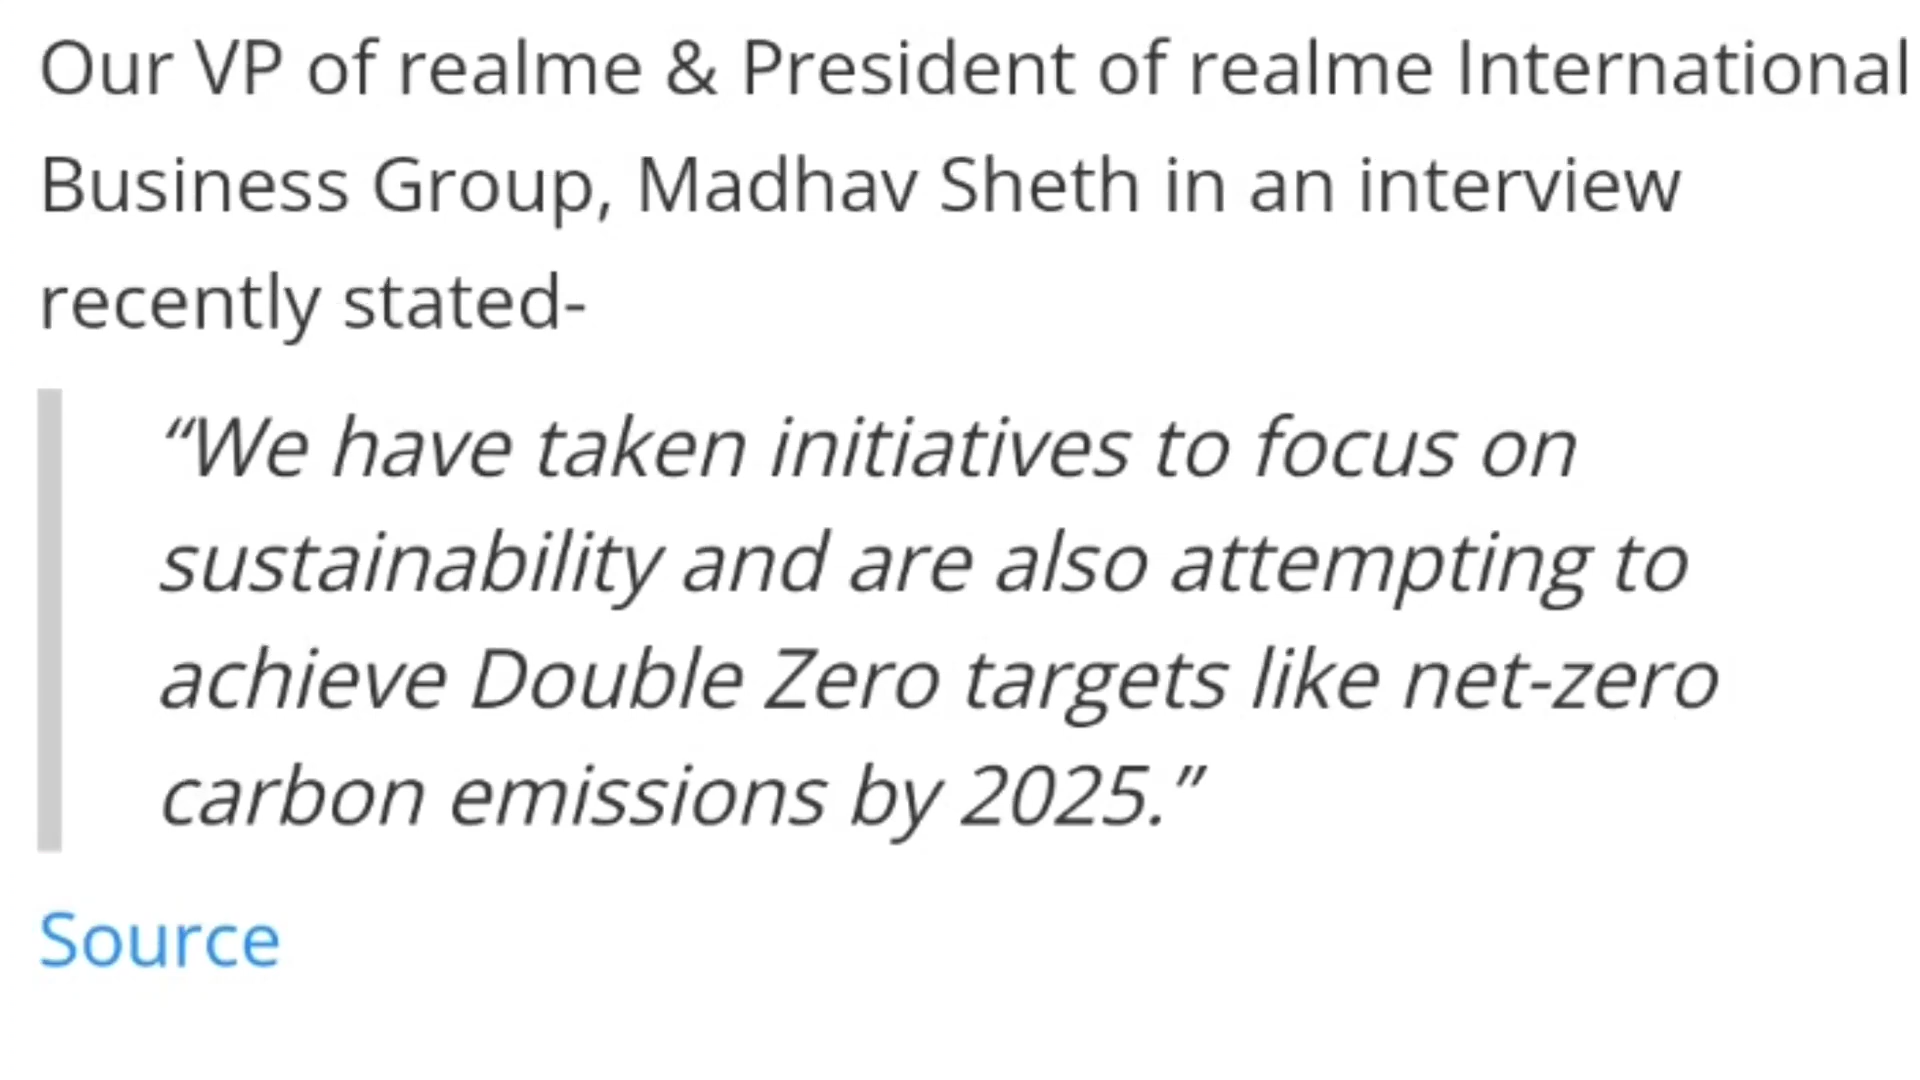 Our VP of realme & President of realme International
Business Group, Madhav Sheth in an interview
recently stated-
“We have taken initiatives to focus on
sustainability and are also attempting to
achieve Double Zero targets like net-zero
carbon emissions by 2025.”
Source